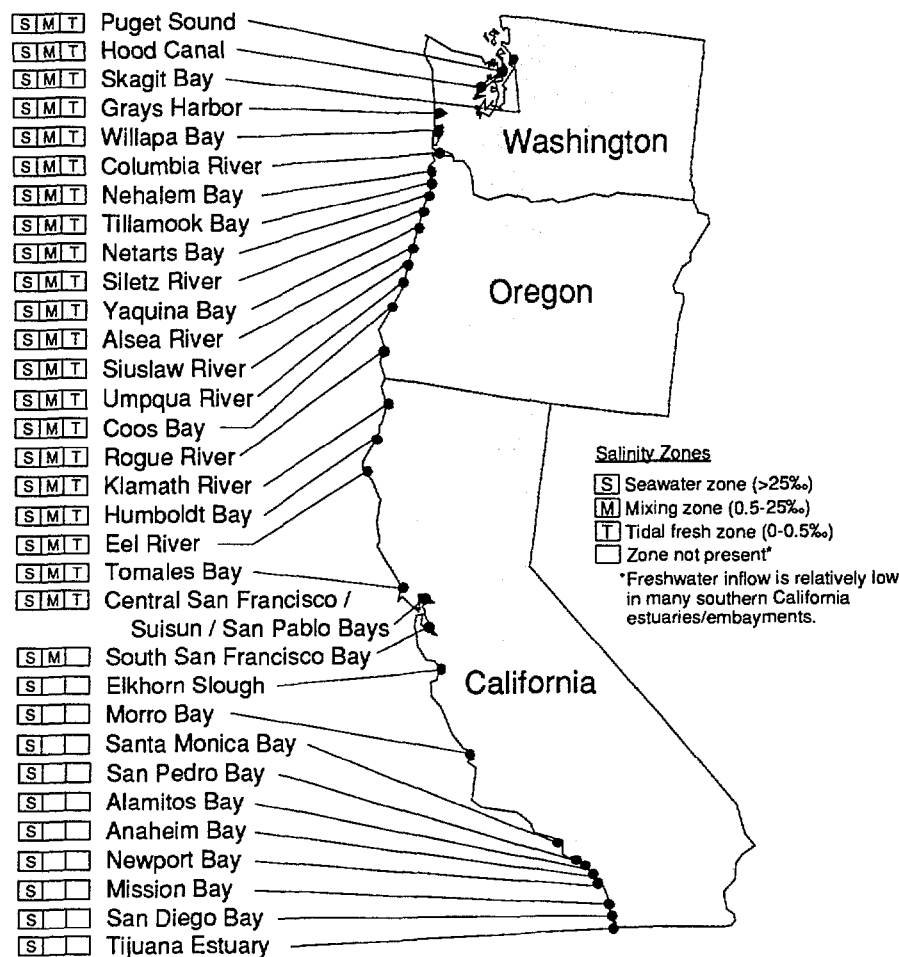 S M T Puget Sound
S M T Hood Canal
S M T Skagit Bay
S M T Grays Harbor
S M T Willapa Bay
S M T Columbia River
S M T Nehalem Bay
S M T Tillamook Bay
S M T Netarts Bay
S M T Siletz River
S M T Yaquina Bay
S M T Alsea River
S M T Siuslaw River
S M T Umpqua River
S M T Coos Bay
S M T Rogue River
S M T Klamath River
S M T Humboldt Bay
S M T Eel River
S M T Tomales Bay
S M T Central San Francisco /
Suisun / San Pablo Bays
S M South San Francisco Bay
S Elkhorn Slough
S Morro Bay
S Santa Monica Bay
S San Pedro Bay
S Alamitos Bay
S Anaheim Bay
S Newport Bay
S Mission Bay
S San Diego Bay
S Tijuana Estuary
Washington
Oregon
California
Salinity Zones
S Seawater zone (>25‰)
M Mixing zone (0.5-25‰)
T Tidal fresh zone (0-0.5‰)
Zone not present*
*Freshwater inflow is relatively low
in many southern California
estuaries/embayments.